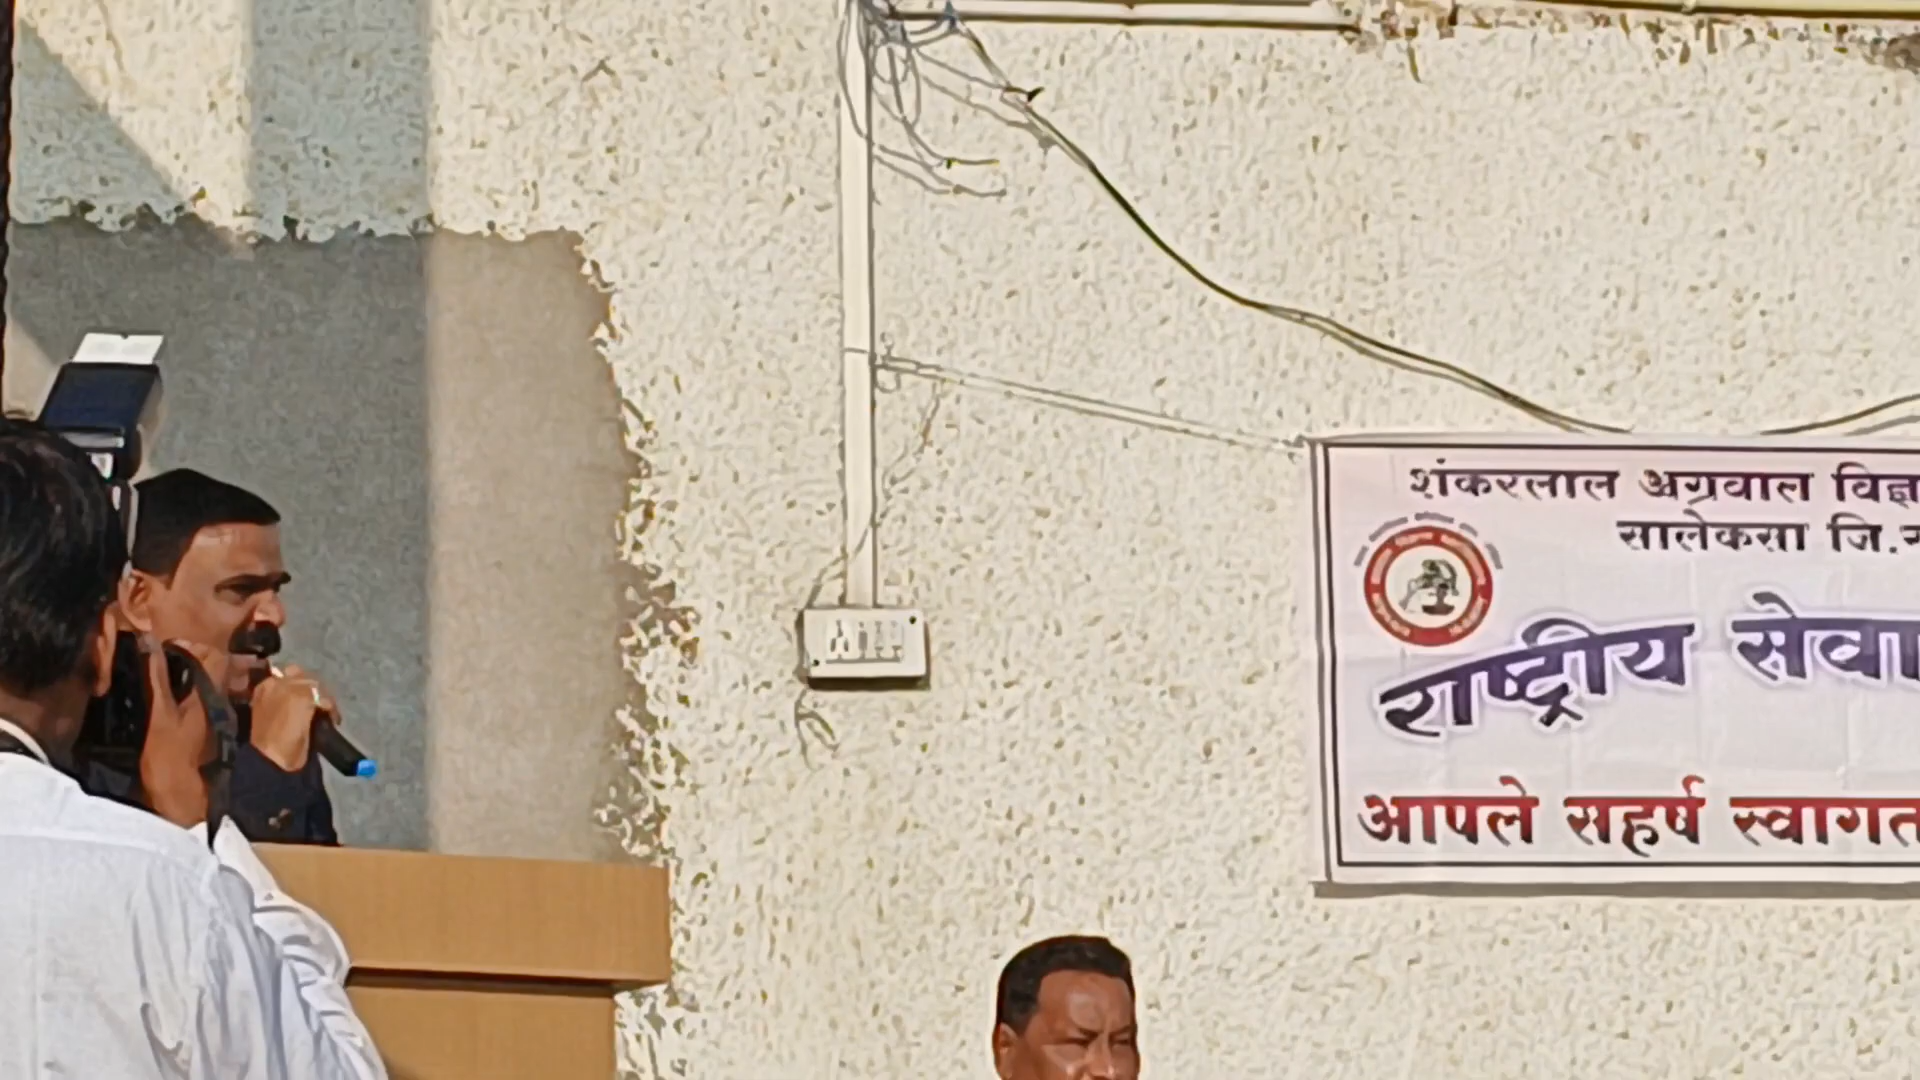 शंकरलाल अग्रवाल विज्ञ
सालेकसा जि.
राष्ट्रीय सेवा
आपले सहर्ष स्वागत